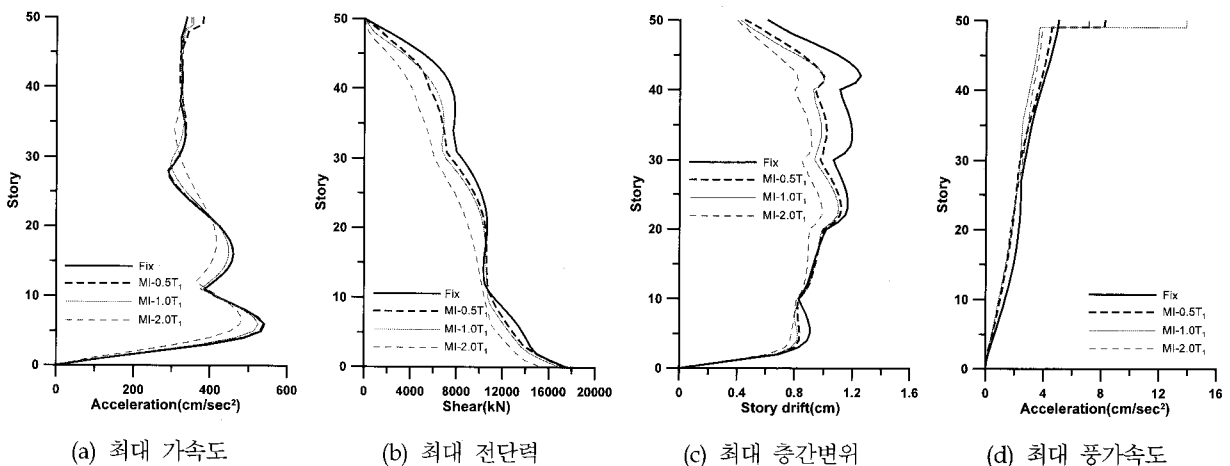 50
40
30
20
10
0
Story
Fix
MI-0.5T₁
MI-1.0T₁
MI-2.0T₁
0
200
400
600
Acceleration(cm/sec²)
(a) 최대 가속도
50
40
30
20
10
0
Story
Fix
MI-0.5T₁
MI-1.0T₁
MI-2.0T₁
0
4000
8000
12000
16000
20000
Shear(kN)
(b) 최대 전단력
50
40
30
20
10
0
Story
Fix
MI-0.5T₁
MI-1.0T₁
MI-2.0T₁
0
0.4
0.8
1.2
1.6
Story drift(cm)
(c) 최대 층간변위
50
40
30
20
10
0
Story
Fix
MI-0.5T₁
MI-1.0T₁
MI-2.0T₁
0
4
8
12
16
Acceleration(cm/sec²)
(d) 최대 풍가속도